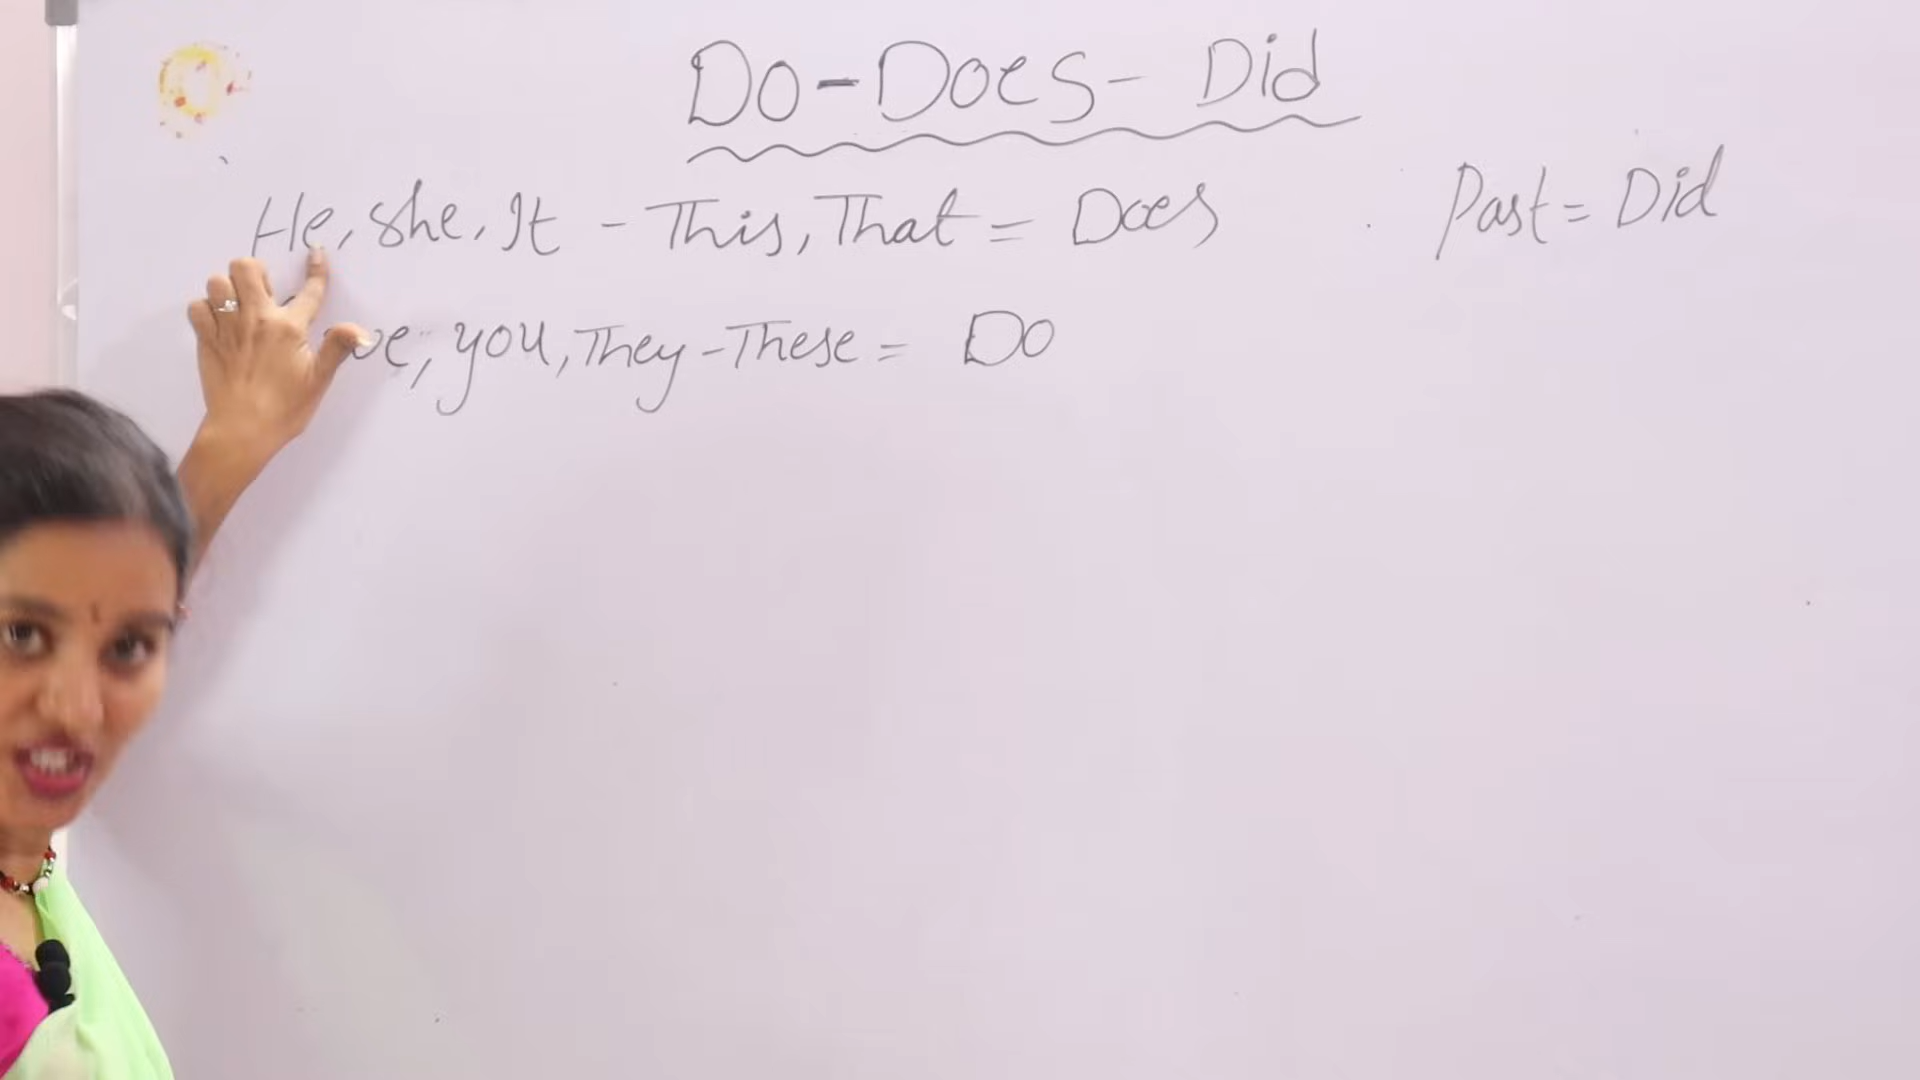 Do - Does - Did
He, She, It - This, That = Does
Past = Did
we, you, They - These = Do